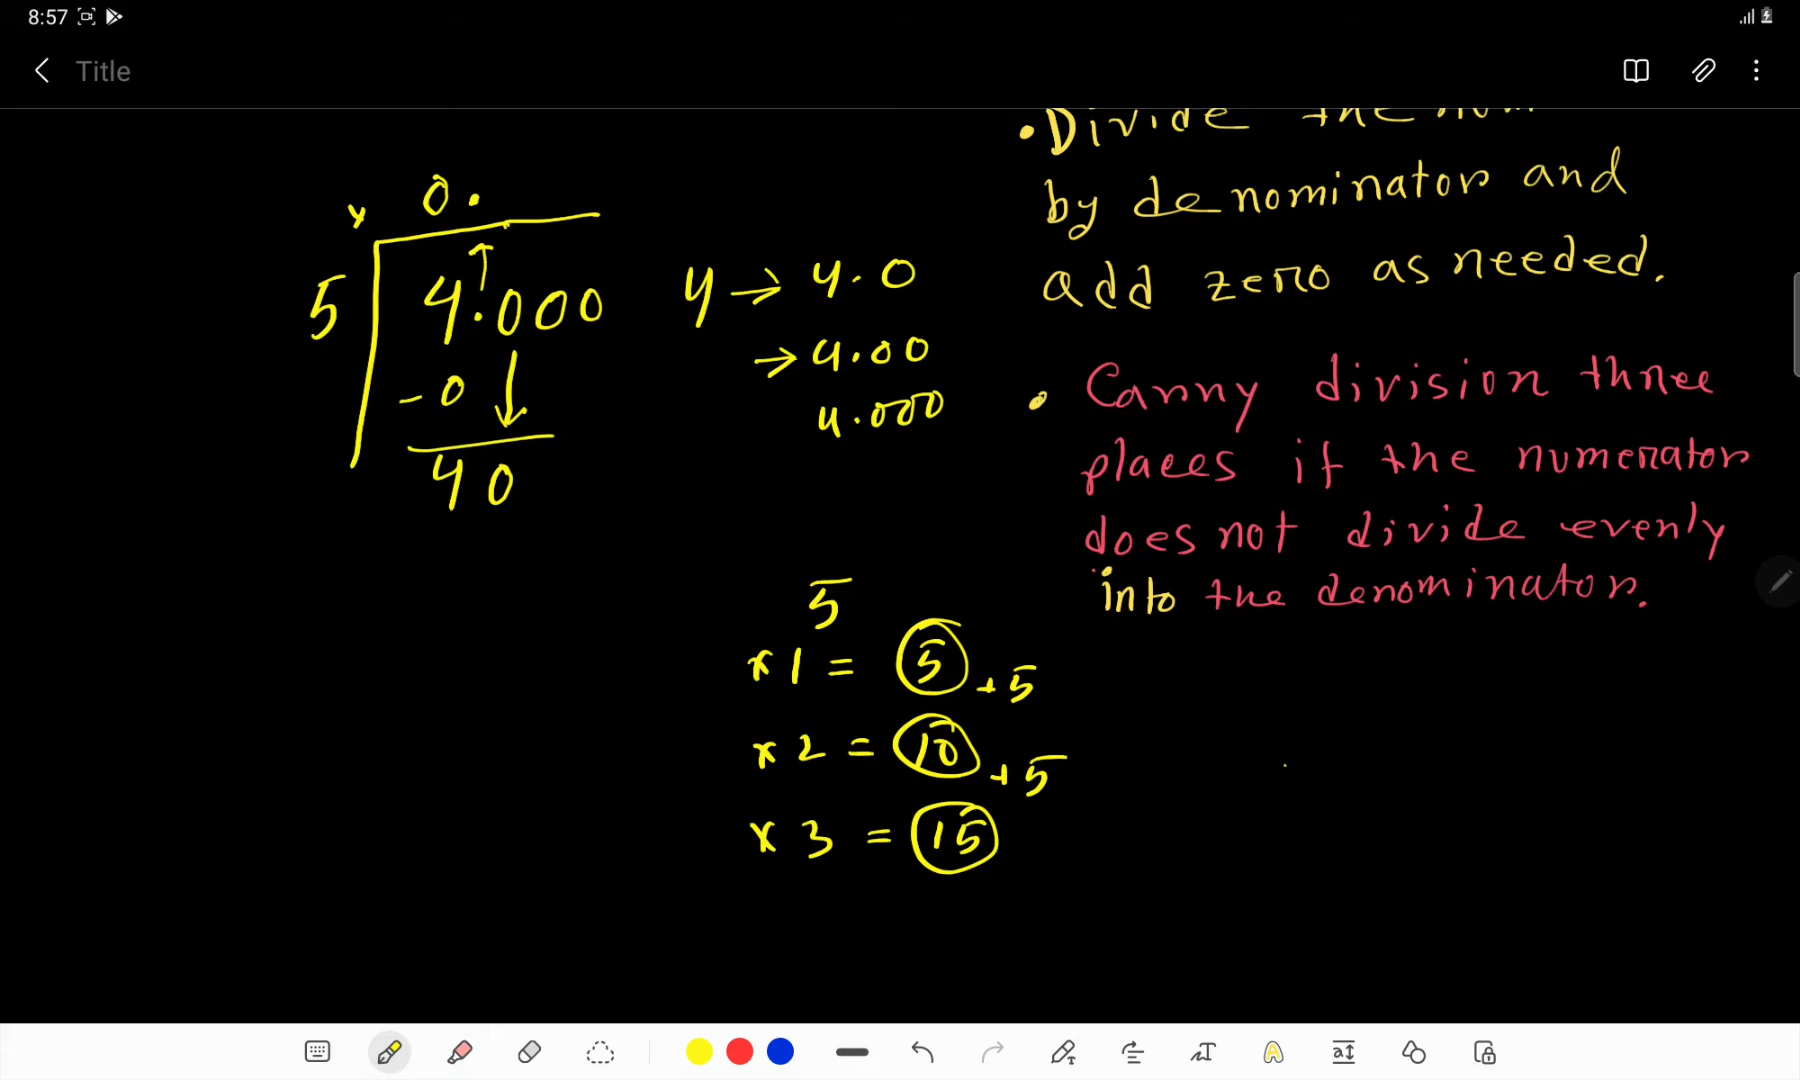 8:57
Title
• Divide the
by denominator and
add zero as needed.
• Carry division three
places if the numerator
does not divide evenly
into the denominator.
x 0.
5 4.000
-0
40
4 → 4.0
→ 4.00
4.000
5
x 1 = 5 + 5
x 2 = 10 + 5
x 3 = 15